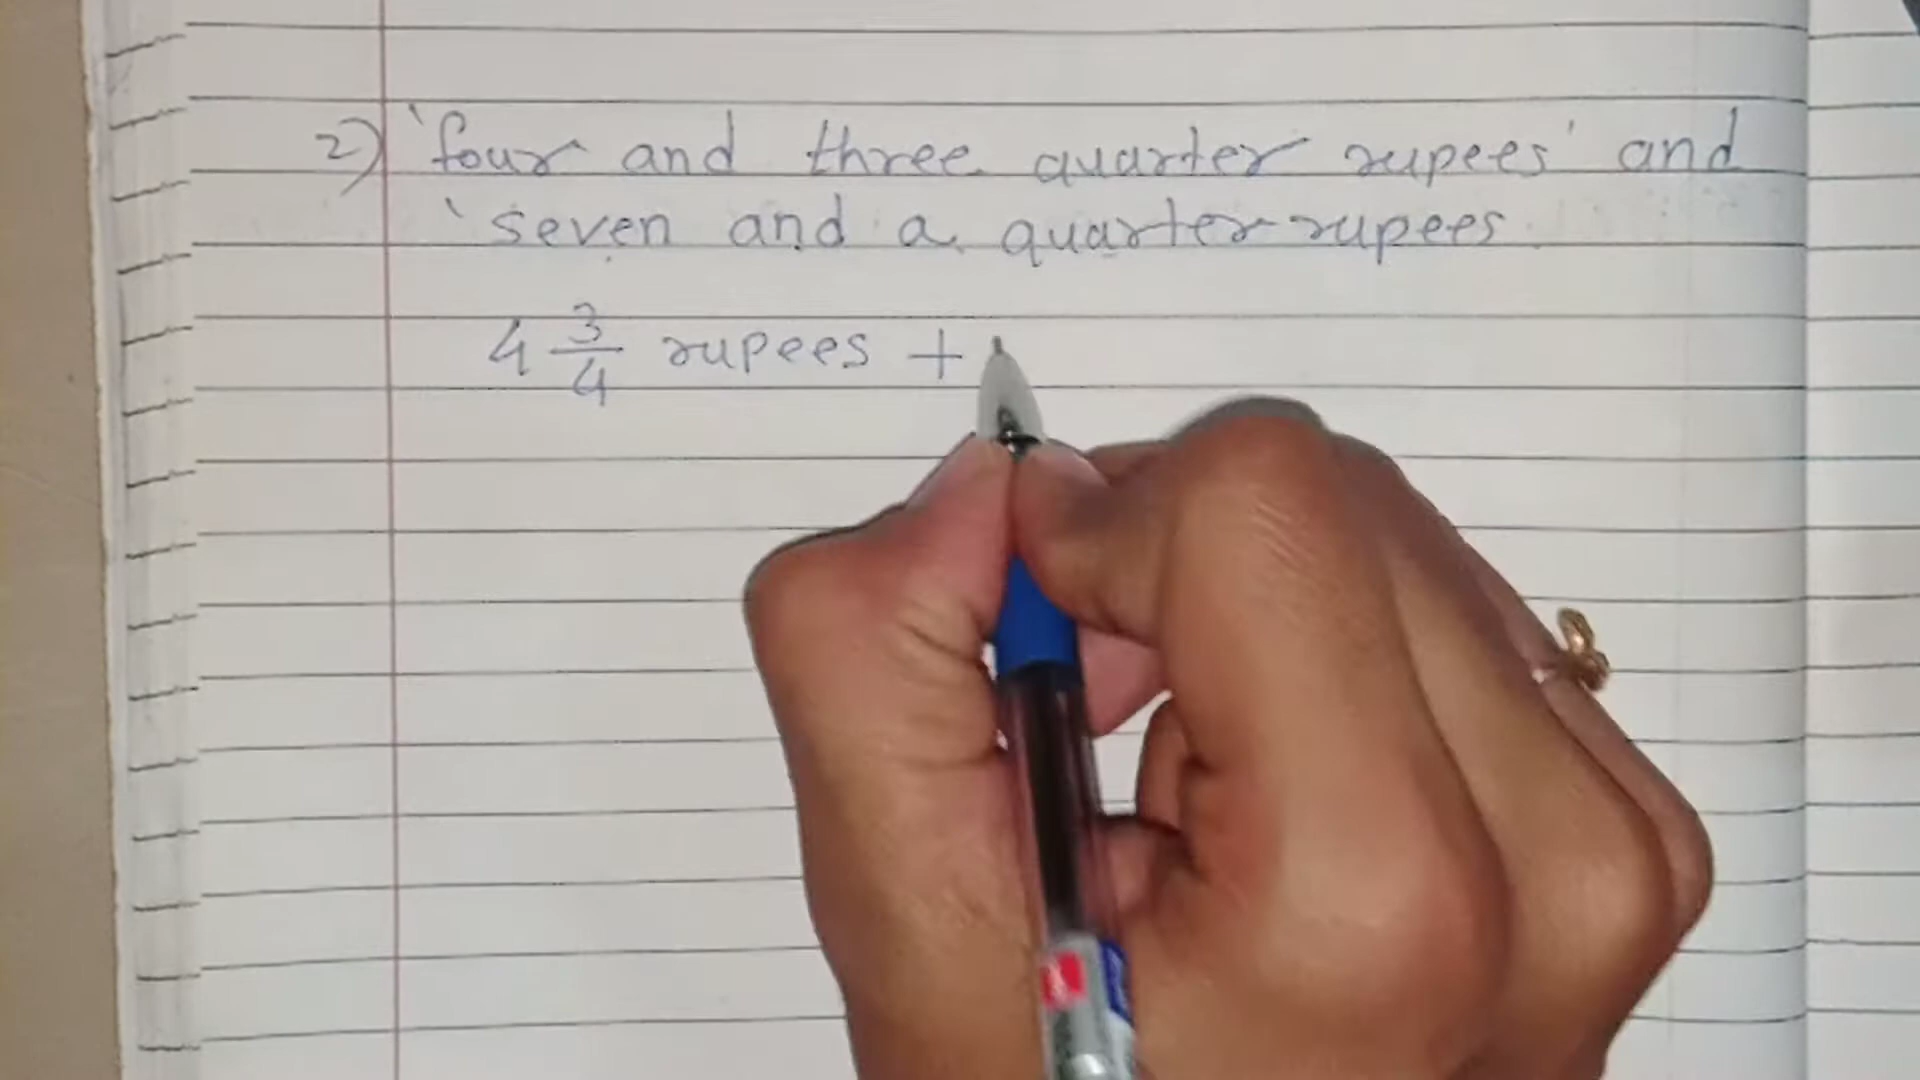 2) 'four and three quarter rupees' and
'seven and a quarter rupees.
4 3/4 rupees +